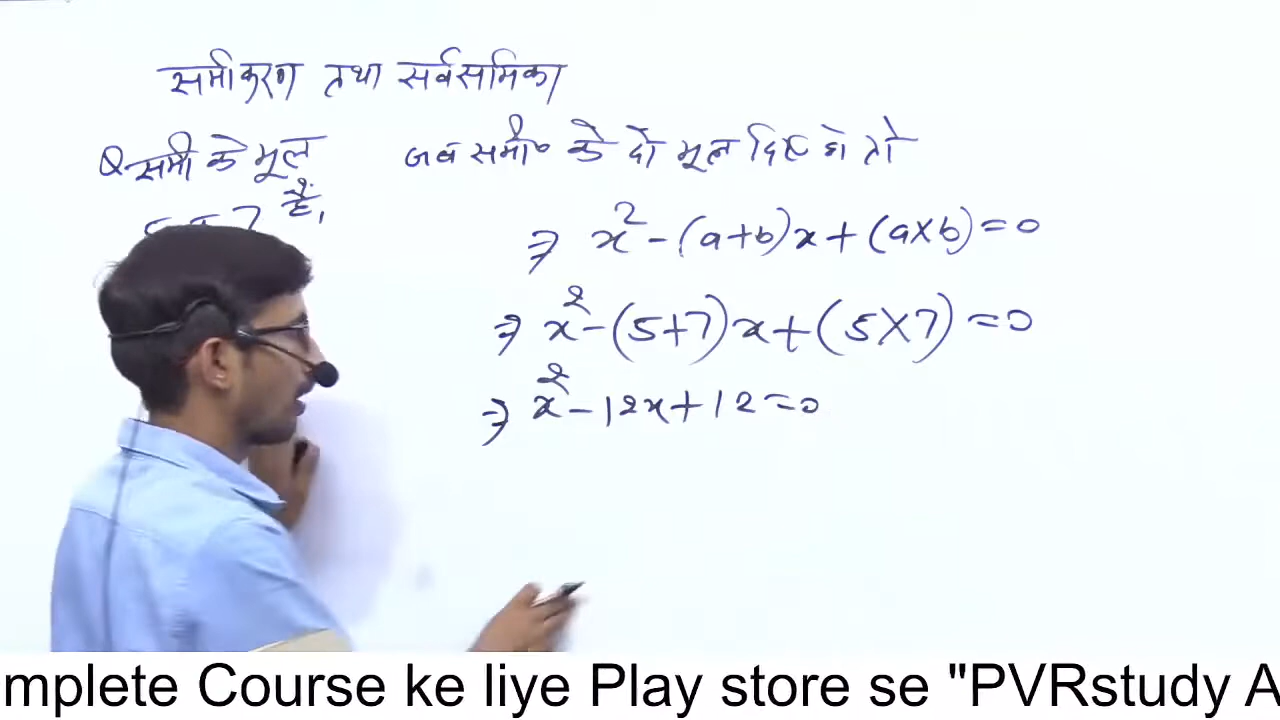 समीकरण तथा सर्वसमिका
Q. समी के मूल
हैं,
जब समी० के दो मूल दिए हो तो
⇒ x² - (a+b)x + (a×b) = 0
⇒ x² - (5+7)x + (5×7) = 0
⇒ x² - 12x + 12 = 0
mplete Course ke liye Play store se "PVRstudy A